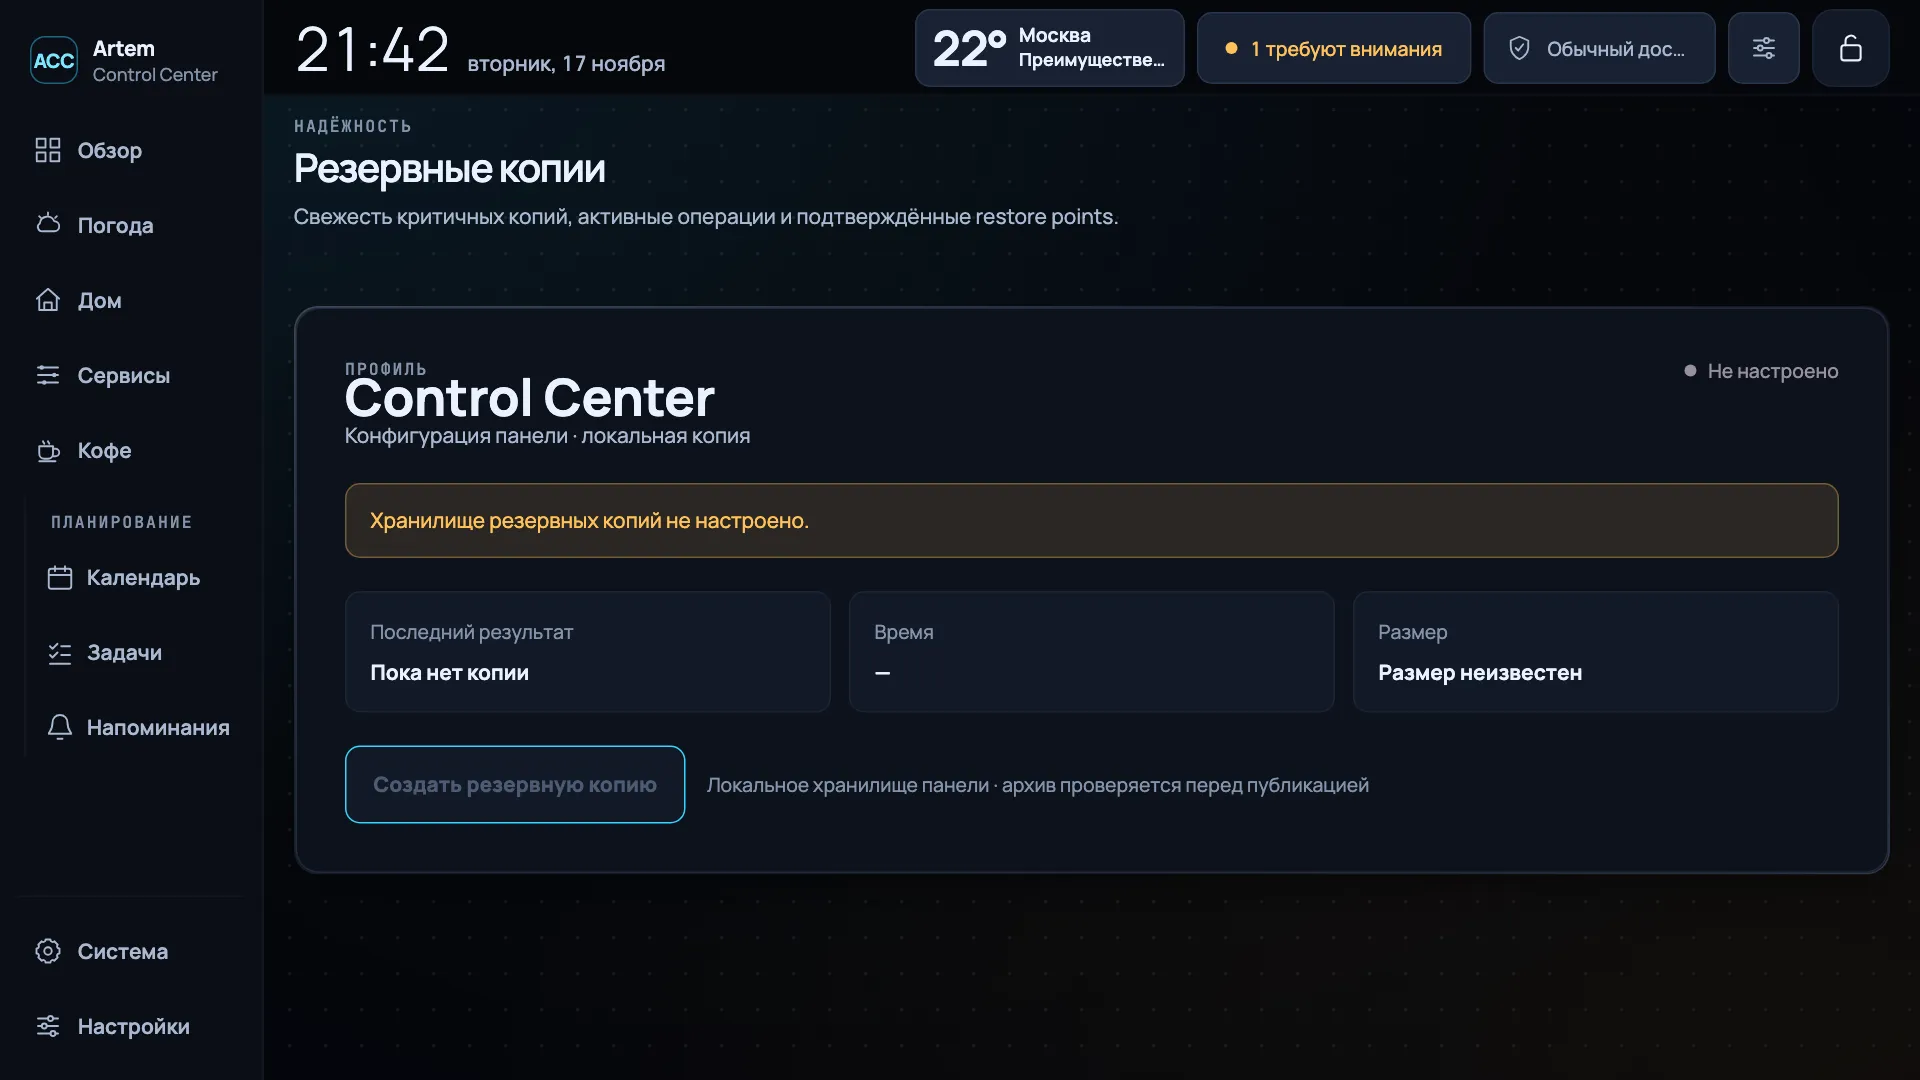 ACC
Artem
Control Center
Обзор
Погода
Дом
Сервисы
Кофе
ПЛАНИРОВАНИЕ
Календарь
Задачи
Напоминания
Система
Настройки
21:42
вторник, 17 ноября
22°
Москва
Преимуществе…
1 требуют внимания
Обычный дос…
НАДЁЖНОСТЬ
Резервные копии
Свежесть критичных копий, активные операции и подтверждённые restore points.
ПРОФИЛЬ
Control Center
Конфигурация панели · локальная копия
Не настроено
Хранилище резервных копий не настроено.
Последний результат
Пока нет копии
Время
—
Размер
Размер неизвестен
Создать резервную копию
Локальное хранилище панели · архив проверяется перед публикацией